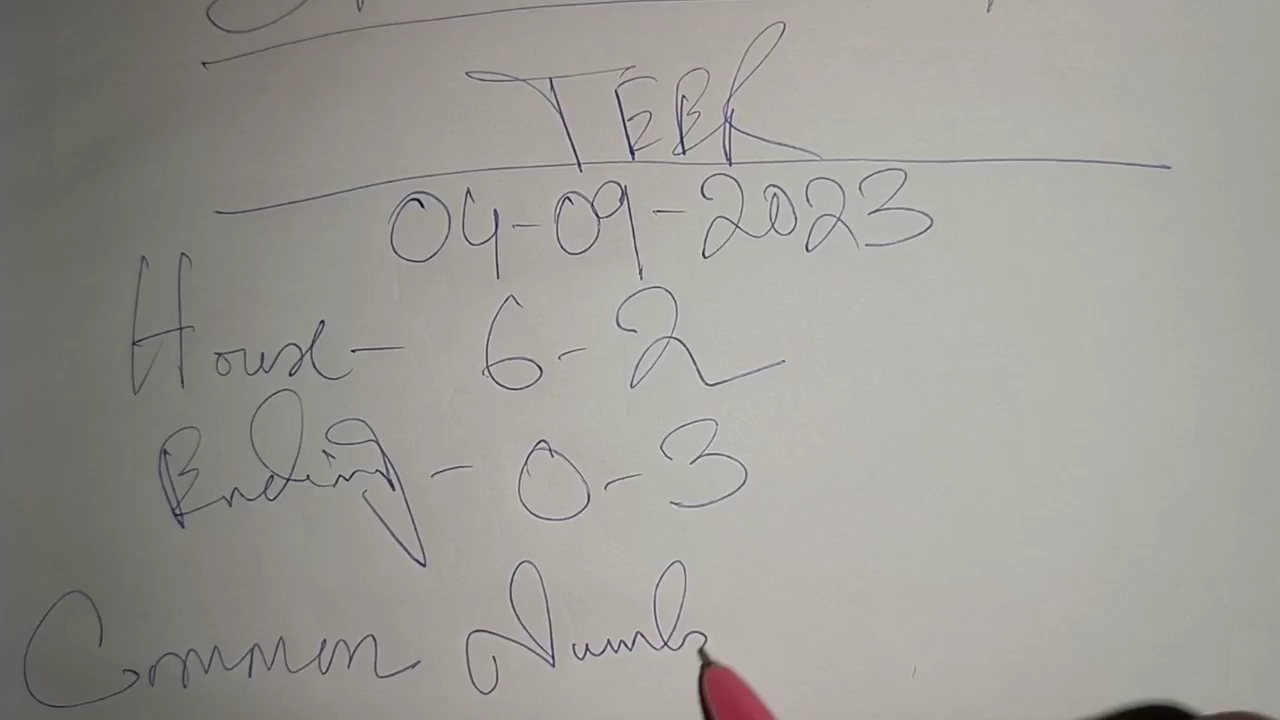 TEER
04-09-2023
House - 6-2
Ending - 0-3
Common Numb